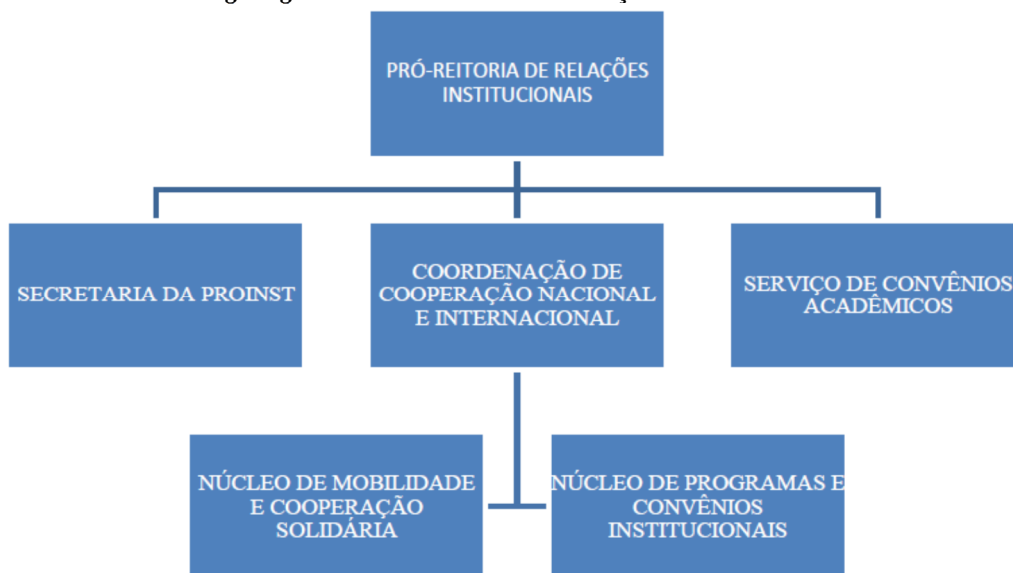 PRÓ-REITORIA DE RELAÇÕES
INSTITUCIONAIS
SECRETARIA DA PROINST
COORDENAÇÃO DE
COOPERAÇÃO NACIONAL
E INTERNACIONAL
SERVIÇO DE CONVÊNIOS
ACADÊMICOS
NÚCLEO DE MOBILIDADE
E COOPERAÇÃO
SOLIDÁRIA
NÚCLEO DE PROGRAMAS E
CONVÊNIOS
INSTITUCIONAIS